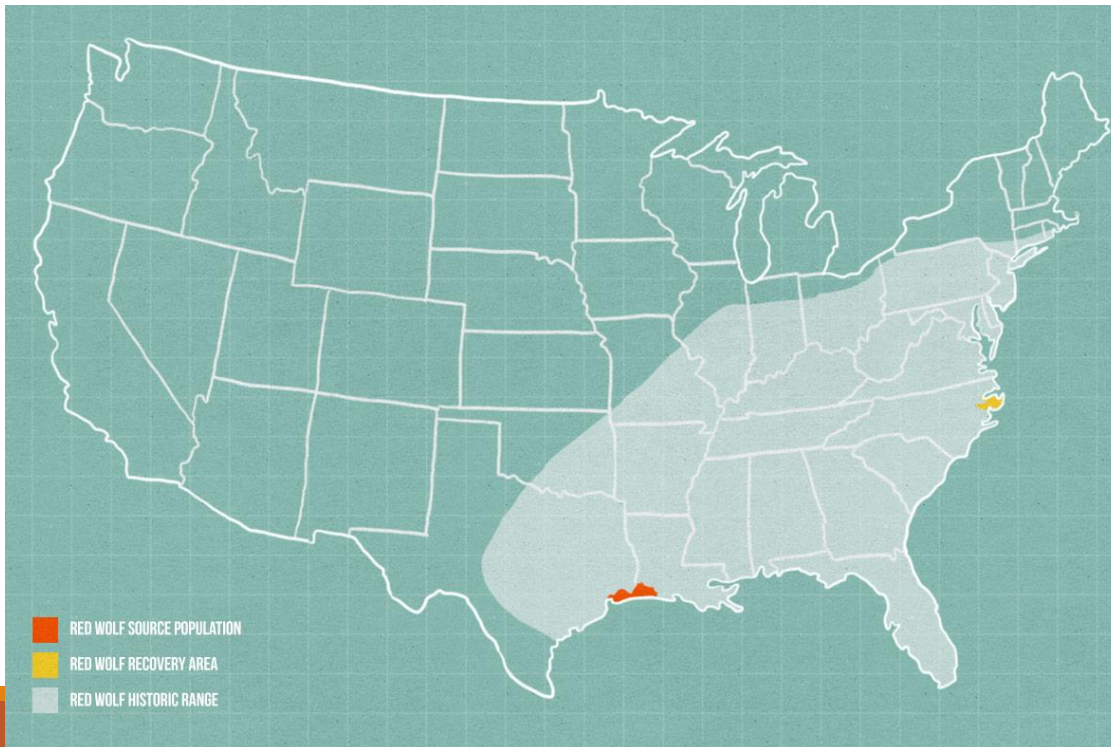 RED WOLF SOURCE POPULATION
RED WOLF RECOVERY AREA
RED WOLF HISTORIC RANGE